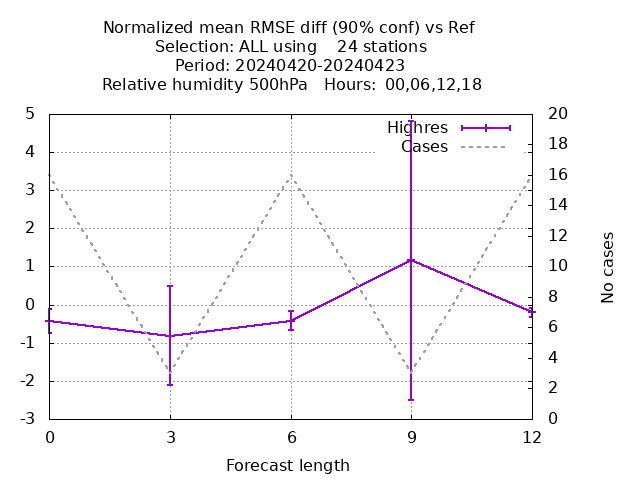 Normalized mean RMSE diff (90% conf) vs Ref
Selection: ALL using    24 stations
Period: 20240420-20240423
Relative humidity 500hPa   Hours:  00,06,12,18
Highres
Cases
5
4
3
2
1
0
-1
-2
-3
20
18
16
14
12
10
8
6
4
2
0
No cases
0 3 6 9 12
Forecast length